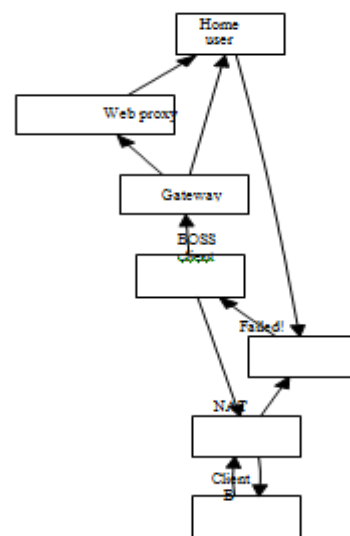 Home
user
Web proxy
Gateway
BOSS
Client
Failed!
NAT
Client
B